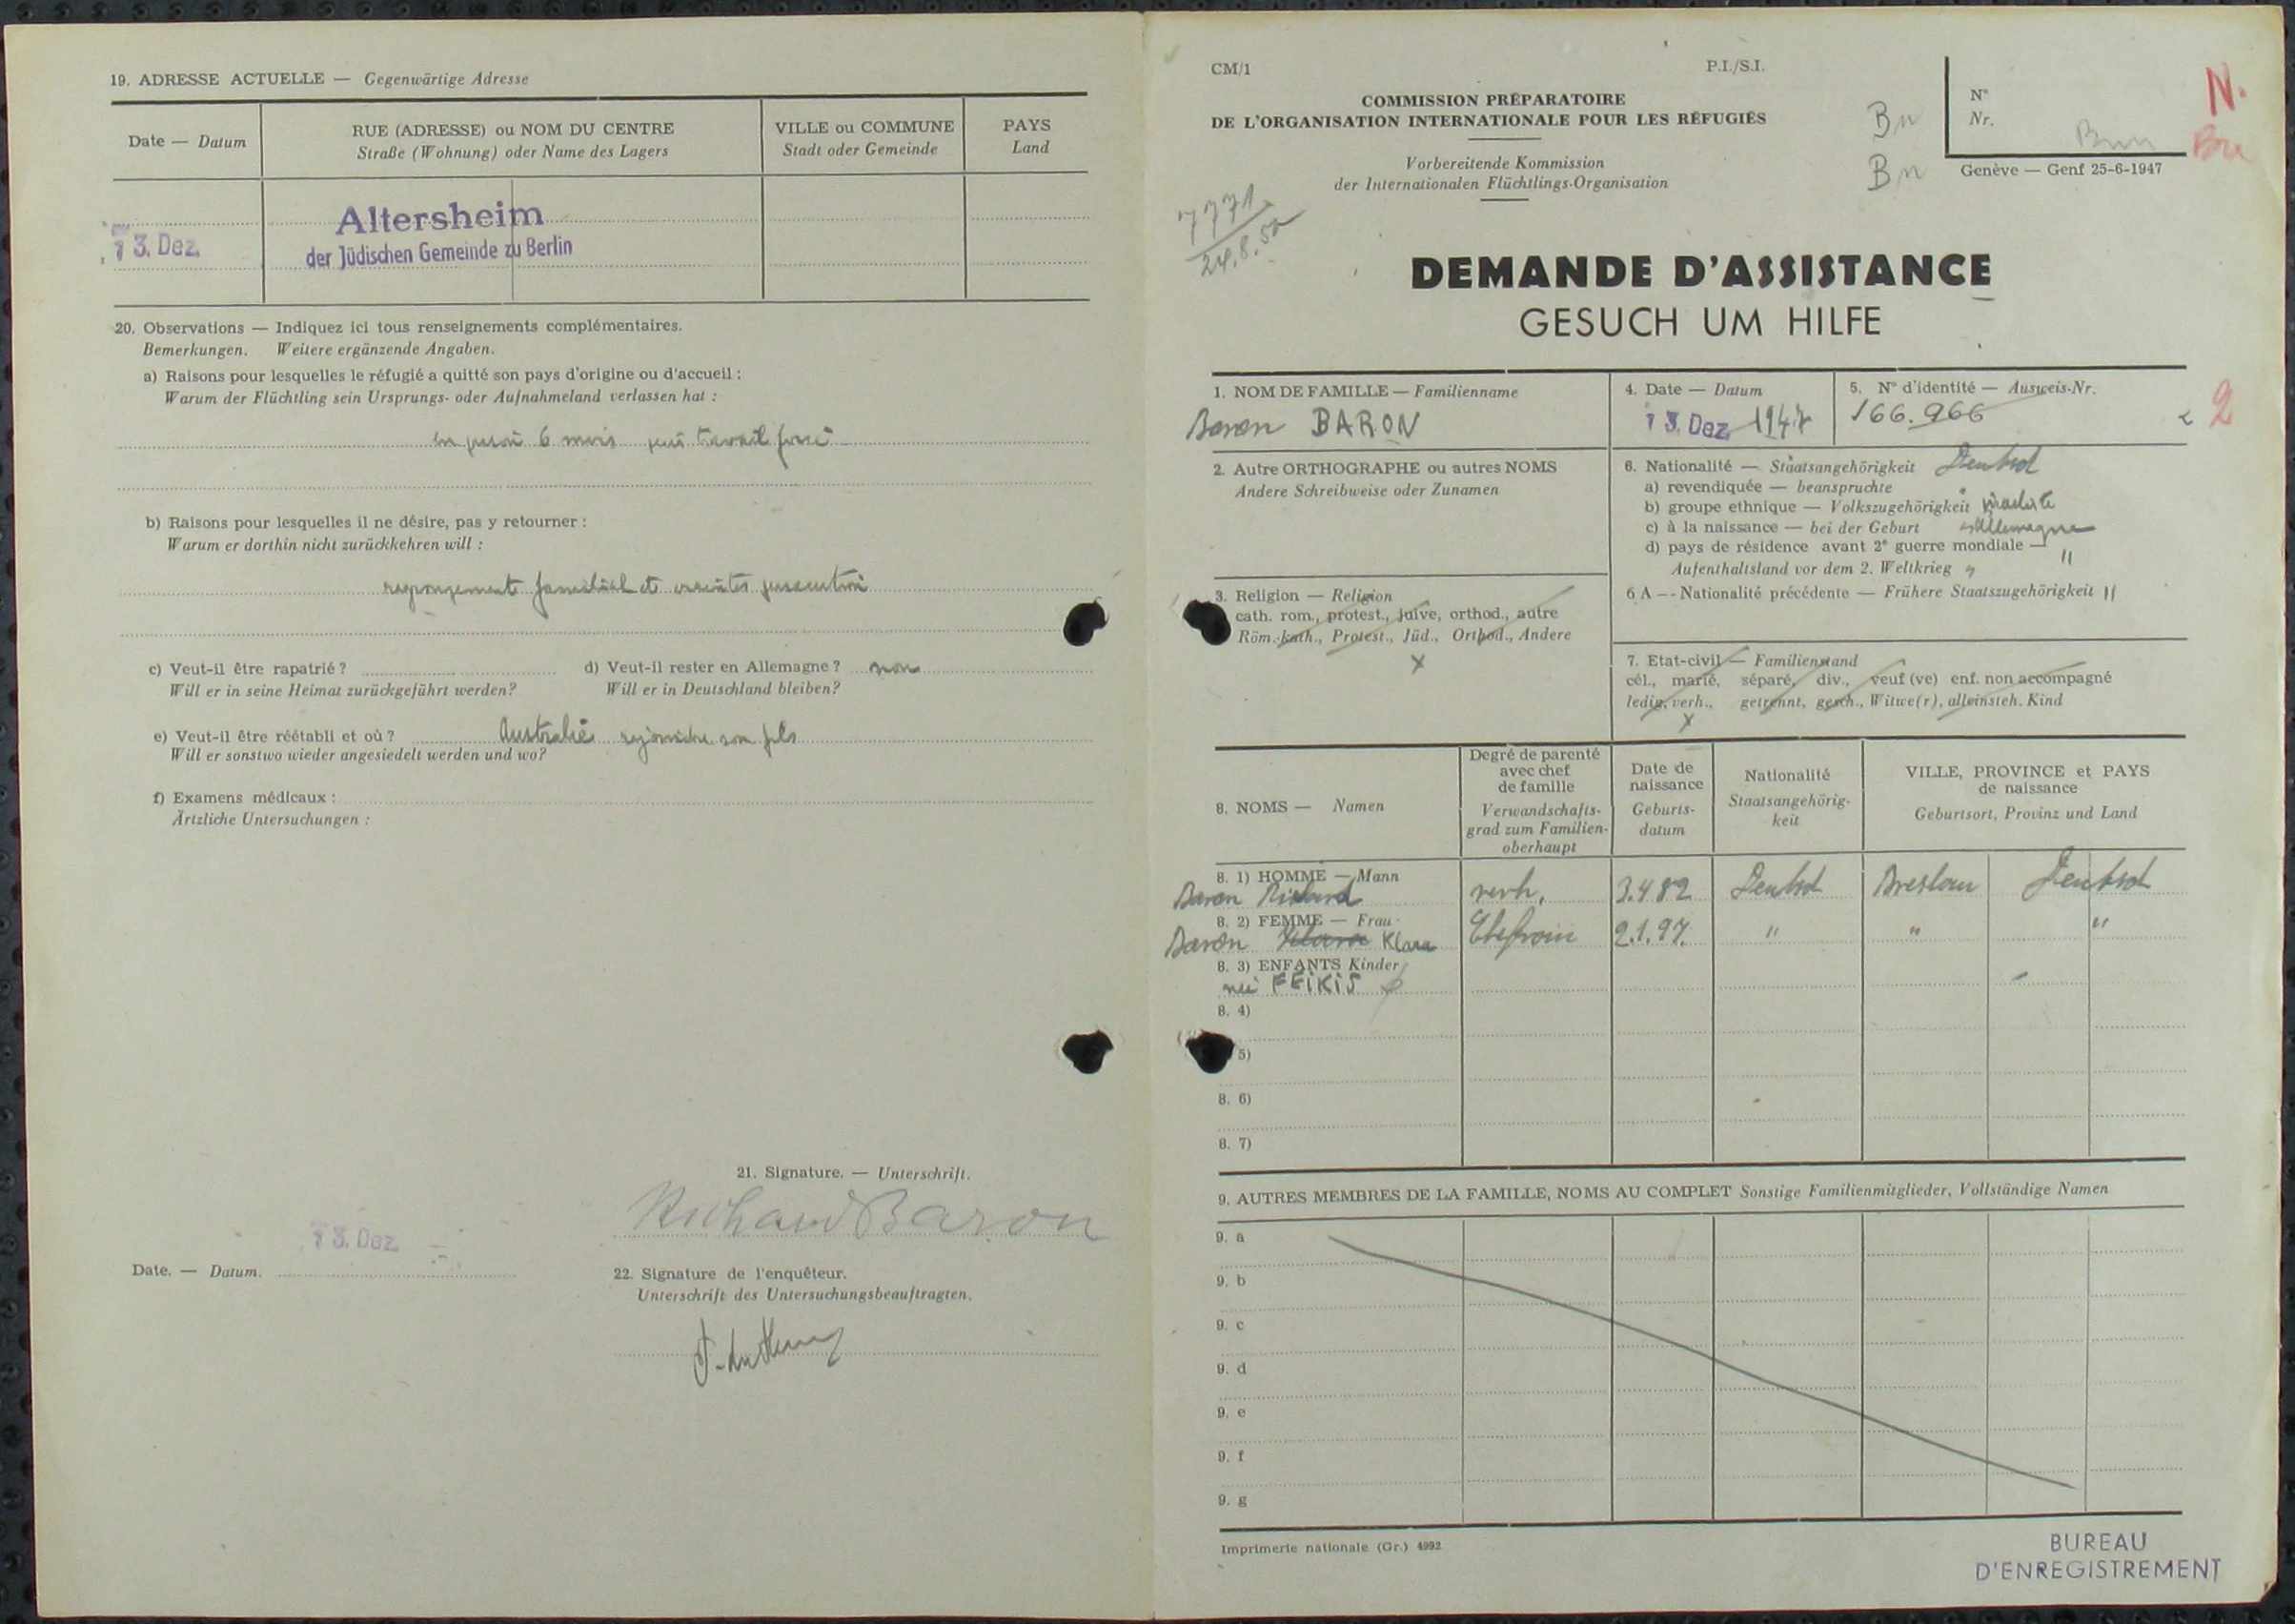 19. ADRESSE ACTUELLE — Gegenwärtige Adresse
Date — Datum
RUE (ADRESSE) ou NOM DU CENTRE
Straße (Wohnung) oder Name des Lagers
VILLE ou COMMUNE
Stadt oder Gemeinde
PAYS
Land
13. Dez.
Altersheim
der Jüdischen Gemeinde zu Berlin
20. Observations — Indiquez ici tous renseignements complémentaires.
Bemerkungen. Weitere ergänzende Angaben.
a) Raisons pour lesquelles le réfugié a quitté son pays d'origine ou d'accueil :
Warum der Flüchtling sein Ursprungs- oder Aufnahmeland verlassen hat :
en prison 6 mois puis travail forcé
b) Raisons pour lesquelles il ne désire, pas y retourner :
Warum er dorthin nicht zurückkehren will :
regroupement familial et persécution
c) Veut-il être rapatrié ?
Will er in seine Heimat zurückgeführt werden?
d) Veut-il rester en Allemagne ? non
Will er in Deutschland bleiben?
e) Veut-il être réétabli et où ? Australie rejoindre son fils
Will er sonstwo wieder angesiedelt werden und wo?
f) Examens médicaux :
Ärtzliche Untersuchungen :
21. Signature. — Unterschrift.
Richard Baron
13. Dez.
Date. — Datum.
22. Signature de l'enquêteur.
Unterschrift des Untersuchungsbeauftragten.
CM/1
P.I./S.I.
COMMISSION PRÉPARATOIRE
DE L'ORGANISATION INTERNATIONALE POUR LES RÉFUGIÉS
Vorbereitende Kommission
der Internationalen Flüchtlings-Organisation
Bn
Bn
N°
Nr.
Genève — Genf 25-6-1947
N.
7771
24.8.50
DEMANDE D'ASSISTANCE
GESUCH UM HILFE
1. NOM DE FAMILLE — Familienname
Baron BARON
4. Date — Datum
13. Dez. 1947
5. N° d'identité — Ausweis-Nr.
166.966
2
2. Autre ORTHOGRAPHE ou autres NOMS
Andere Schreibweise oder Zunamen
6. Nationalité — Staatsangehörigkeit Deutsch
a) revendiquée — beanspruchte
b) groupe ethnique — Volkszugehörigkeit israelite
c) à la naissance — bei der Geburt Allemagne
d) pays de résidence avant 2e guerre mondiale — "
Aufenthaltsland vor dem 2. Weltkrieg
6 A — Nationalité précédente — Frühere Staatszugehörigkeit "
3. Religion — Religion
cath. rom., protest., juive, orthod., autre
Röm.-kath., Protest., Jüd., Orthod., Andere
x
7. Etat-civil — Familienstand
cél., marié, séparé, div., veuf (ve) enf. non accompagné
ledig, verh., getrennt, gesch., Witwe(r), alleinsteh. Kind
x
8. NOMS — Namen
Degré de parenté
avec chef
de famille
Verwandschafts-
grad zum Familien-
oberhaupt
Date de
naissance
Geburts-
datum
Nationalité
Staatsangehörig-
keit
VILLE, PROVINCE et PAYS
de naissance
Geburtsort, Provinz und Land
8. 1) HOMME — Mann
Baron Richard verh. 3.4.82 Deutsch Breslau Deutsch
8. 2) FEMME — Frau
Baron Klara Klara Ehefrau 2.1.97. " " "
8. 3) ENFANTS Kinder
née FEIKIS
8. 4)
5)
8. 6)
8. 7)
9. AUTRES MEMBRES DE LA FAMILLE, NOMS AU COMPLET Sonstige Familienmitglieder, Vollständige Namen
9. a
9. b
9. c
9. d
9. e
9. f
9. g
Imprimerie nationale (Gr.) 4992
BUREAU
D'ENREGISTREMENT